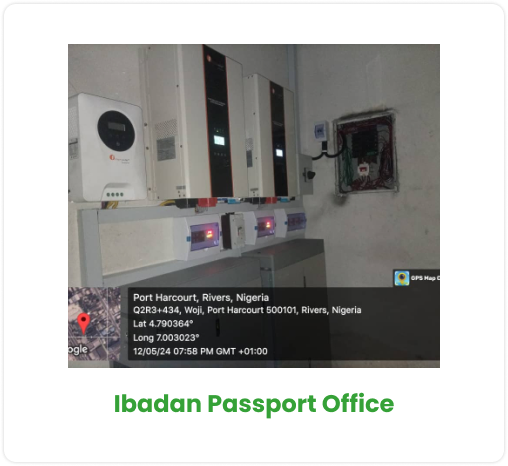 GPS Map C
Port Harcourt, Rivers, Nigeria
Q2R3+434, Woji, Port Harcourt 500101, Rivers, Nigeria
Lat 4.790364°
Long 7.003023°
12/05/24 07:58 PM GMT +01:00
ogle
Ibadan Passport Office